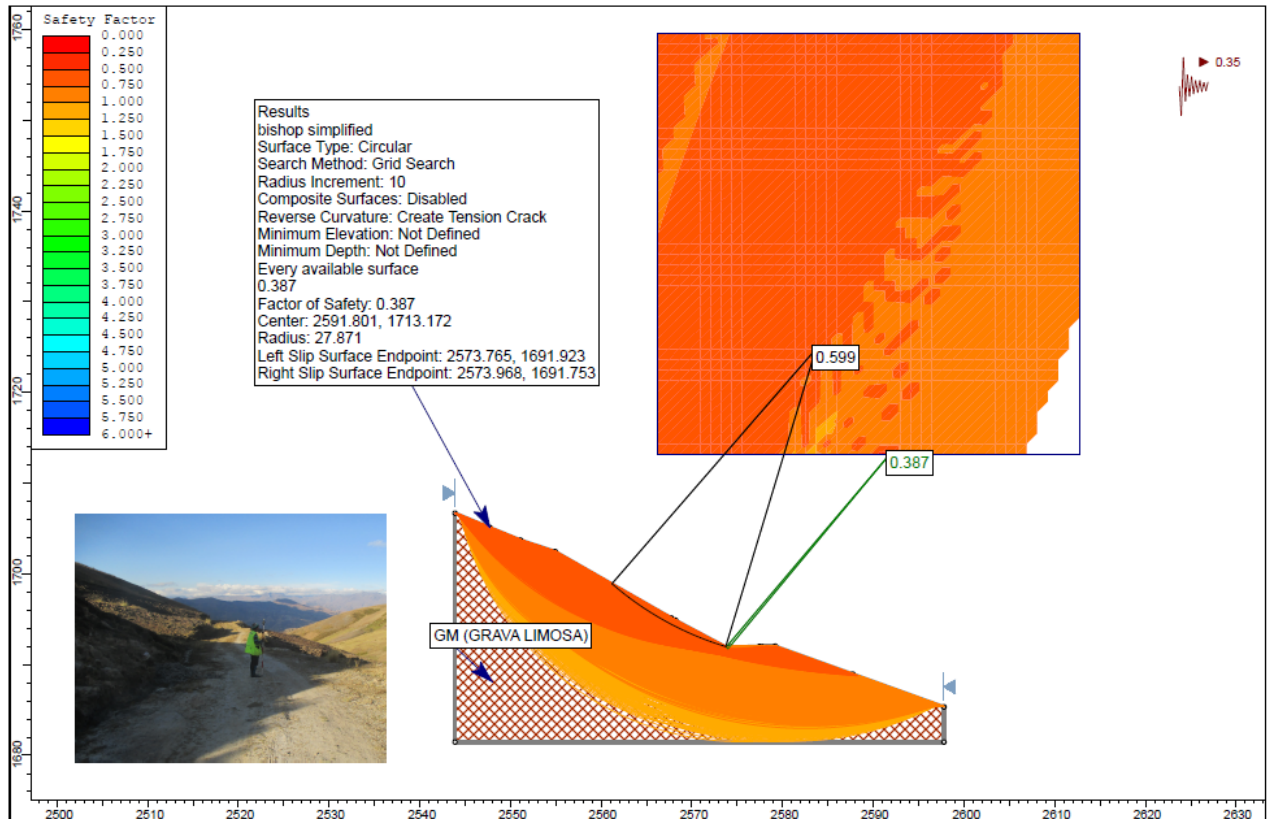 Safety Factor
0.000
0.250
0.500
0.750
1.000
1.250
1.500
1.750
2.000
2.250
2.500
2.750
3.000
3.250
3.500
3.750
4.000
4.250
4.500
4.750
5.000
5.250
5.500
5.750
6.000+
Results
bishop simplified
Surface Type: Circular
Search Method: Grid Search
Radius Increment: 10
Composite Surfaces: Disabled
Reverse Curvature: Create Tension Crack
Minimum Elevation: Not Defined
Minimum Depth: Not Defined
Every available surface
0.387
Factor of Safety: 0.387
Center: 2591.801, 1713.172
Radius: 27.871
Left Slip Surface Endpoint: 2573.765, 1691.923
Right Slip Surface Endpoint: 2573.968, 1691.753
0.35
0.599
0.387
GM (GRAVA LIMOSA)
1760
1740
1720
1700
1680
2500 2510 2520 2530 2540 2550 2560 2570 2580 2590 2600 2610 2620 2630